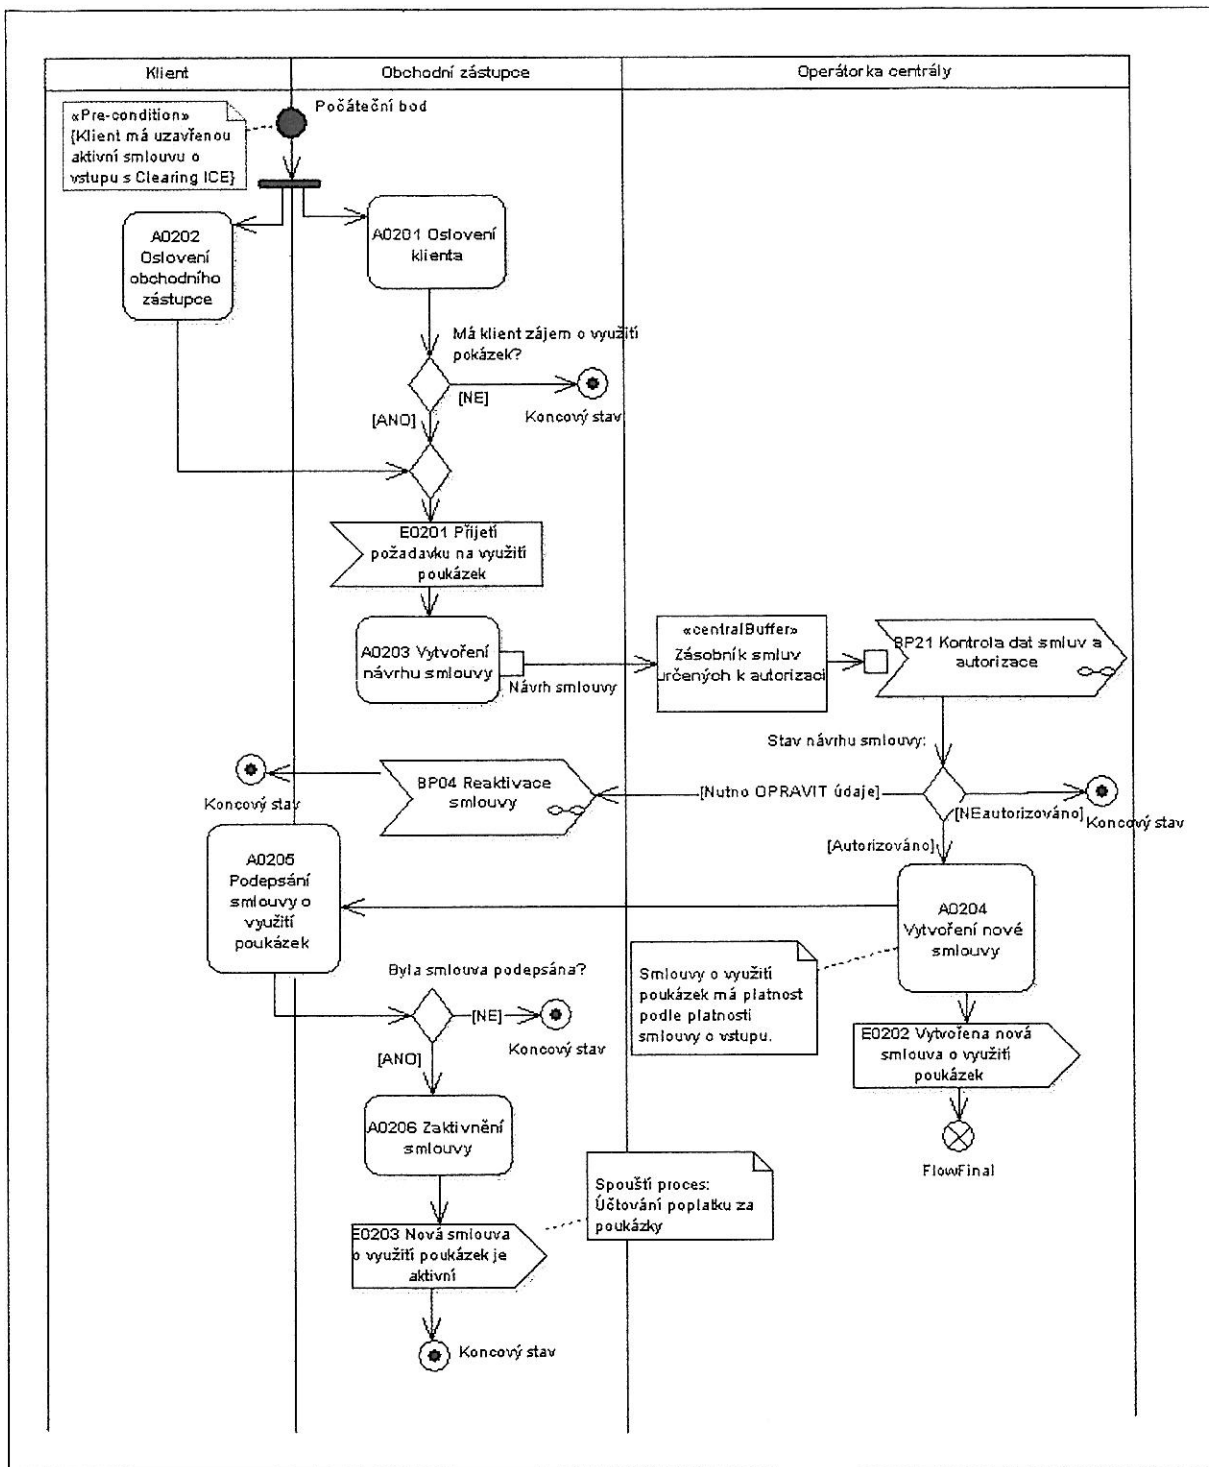 Klient
Obchodní zástupce
Operátorka centrály
«Pre-condition»
{Klient má uzavřenou
aktivní smlouvu o
vstupu s Clearing ICE}
Počáteční bod
A0202
Oslovení
obchodního
zástupce
A0201 Oslovení
klienta
Má klient zájem o využití
pokázek?
[NE]
Koncový stav
[ANO]
E0201 Přijetí
požadavku na využití
poukázek
A0203 Vytvoření
návrhu smlouvy
Návrh smlouvy
«centralBuffer»
Zásobník smluv
určených k autorizaci
BP21 Kontrola dat smluv a
autorizace
Stav návrhu smlouvy:
[Nutno OPRAVIT údaje]
[NEautorizováno]
Koncový stav
[Autorizováno]
BP04 Reaktivace
smlouvy
Koncový stav
A0205
Podepsání
smlouvy o
využití
poukázek
A0204
Vytvoření nové
smlouvy
Smlouvy o využití
poukázek má platnost
podle platnosti
smlouvy o vstupu.
Byla smlouva podepsána?
[NE]
Koncový stav
[ANO]
E0202 Vytvořena nová
smlouva o využití
poukázek
FlowFinal
A0206 Zaktivnění
smlouvy
Spouští proces:
Účtování poplatku za
poukázky
E0203 Nová smlouva
o využití poukázek je
aktivní
Koncový stav